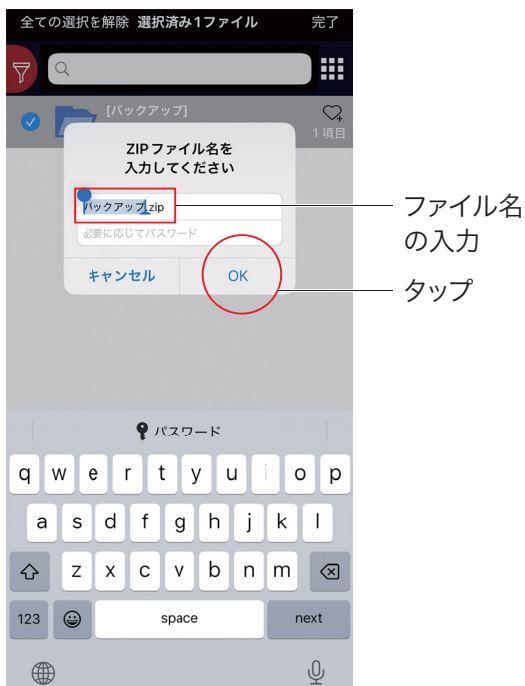 全ての選択を解除 選択済み1ファイル 完了
[バックアップ]
1 項目
ZIPファイル名を
入力してください
バックアップ.zip
必要に応じてパスワード
キャンセル OK
ファイル名
の入力
タップ
パスワード
q w e r t y u i o p
a s d f g h j k l
z x c v b n m
123 space next